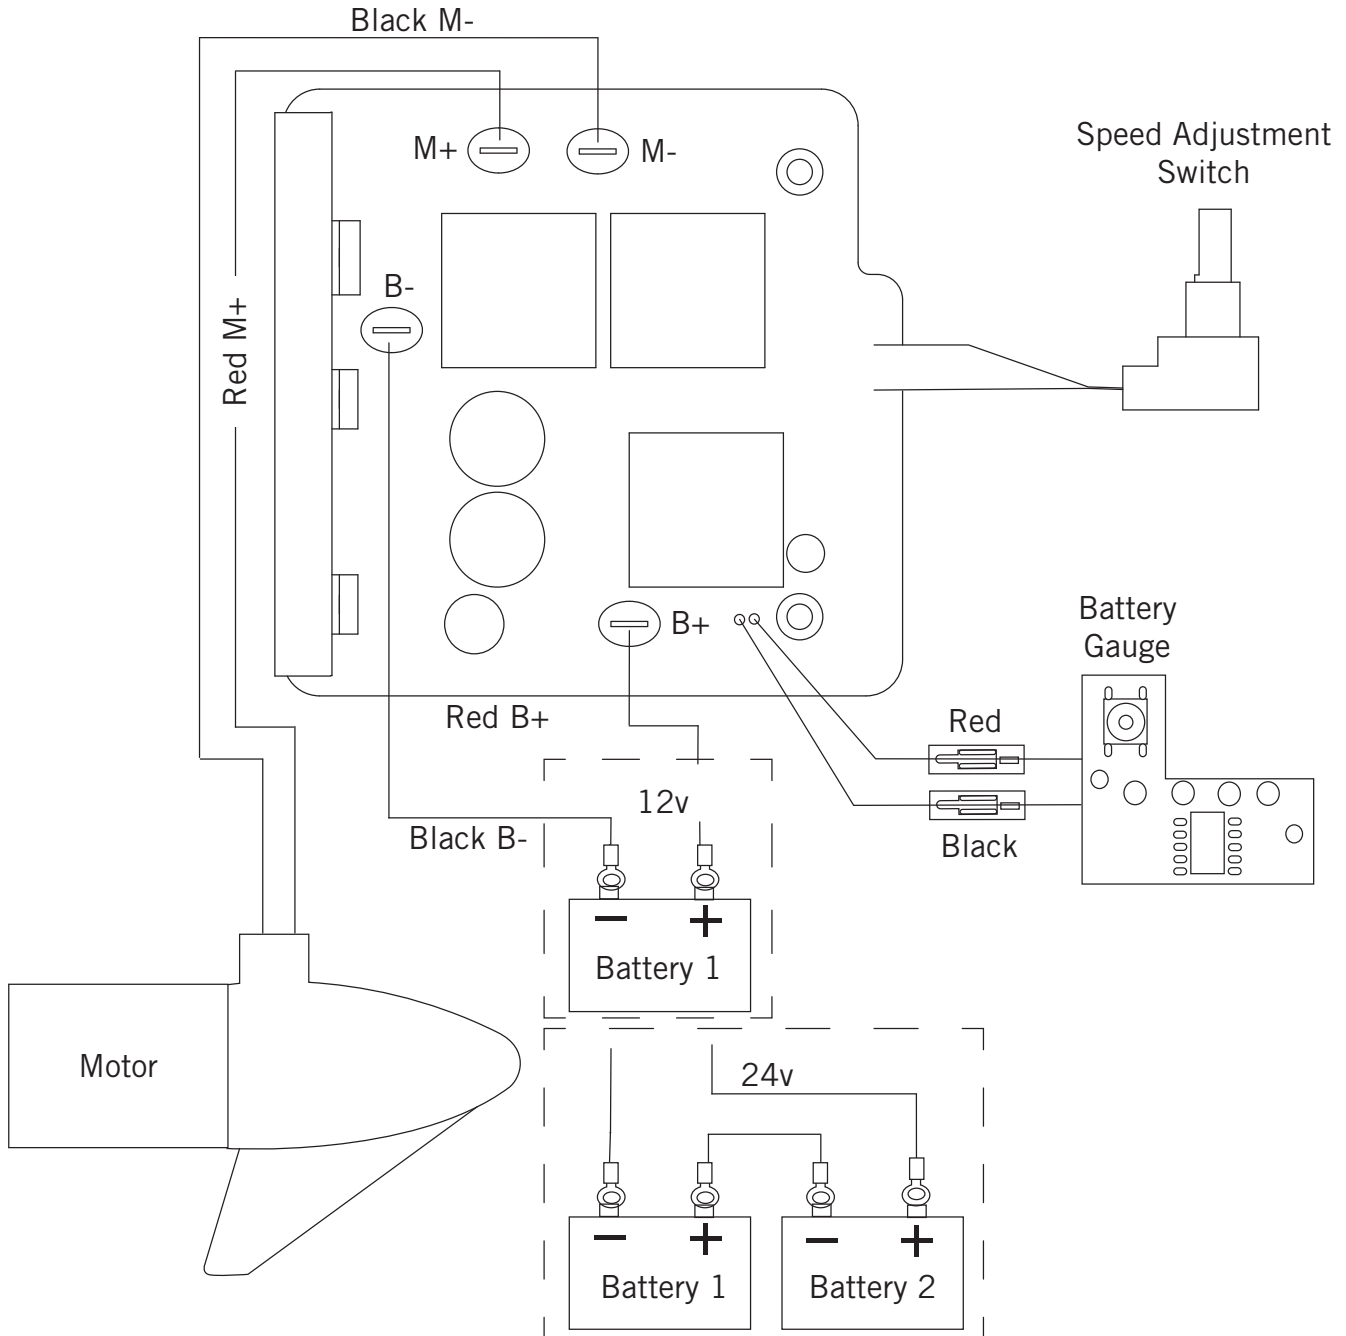 Black M-
Speed Adjustment
Switch
M+
M-
B-
Red M+
Battery
Gauge
B+
Red B+
Red
12v
Black B-
Black
− +
Battery 1
Motor
24v
− +
− +
Battery 1
Battery 2